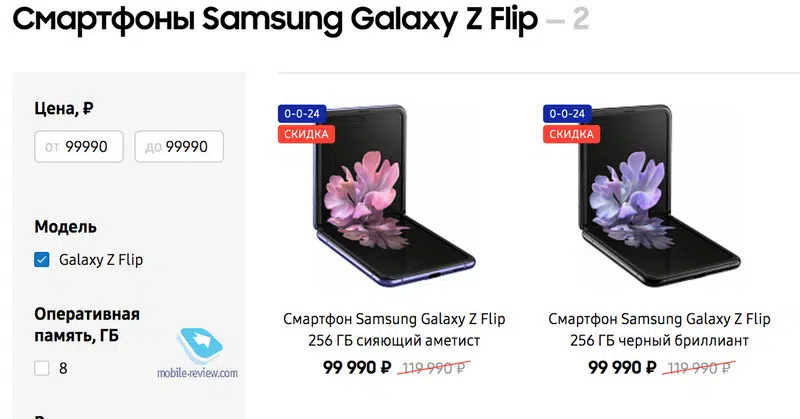 Смартфоны Samsung Galaxy Z Flip — 2
Цена, ₽
от 99990
до 99990
Модель
Galaxy Z Flip
Оперативная
память, ГБ
8
mobile-review.com
0-0-24
СКИДКА
Смартфон Samsung Galaxy Z Flip
256 ГБ сияющий аметист
99 990 ₽ 119 990 ₽
0-0-24
СКИДКА
Смартфон Samsung Galaxy Z Flip
256 ГБ черный бриллиант
99 990 ₽ 119 990 ₽